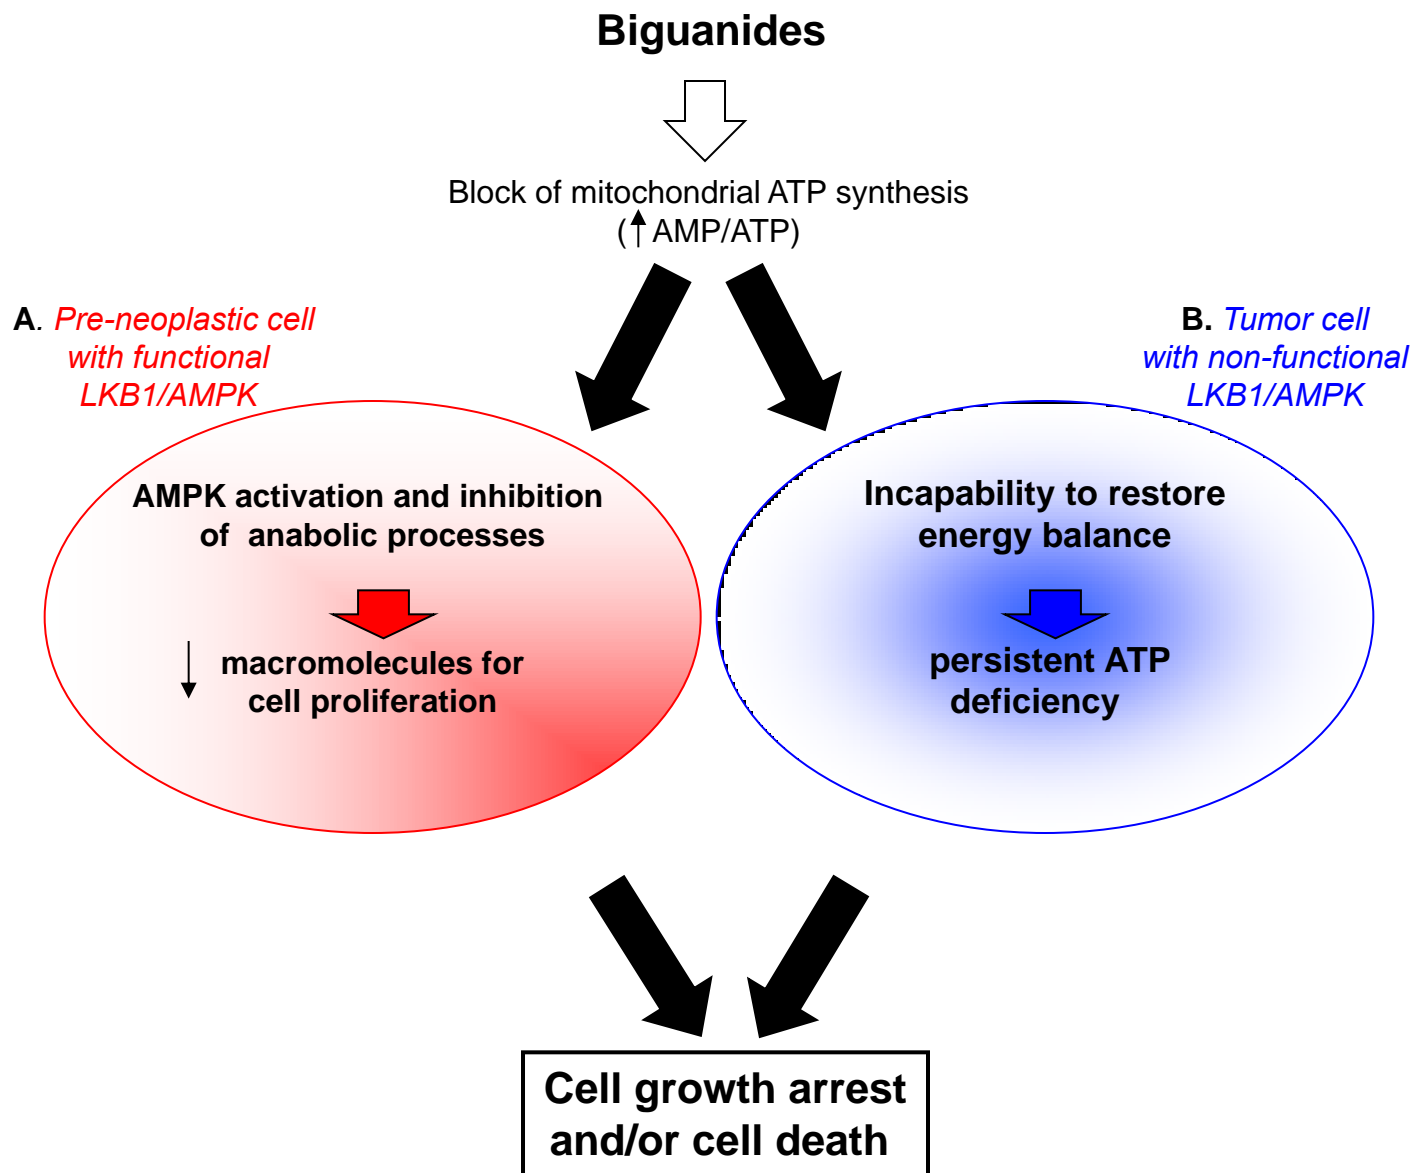 Biguanides
Block of mitochondrial ATP synthesis
(↑ AMP/ATP)
A. Pre-neoplastic cell
with functional
LKB1/AMPK
B. Tumor cell
with non-functional
LKB1/AMPK
AMPK activation and inhibition
of anabolic processes
↓ macromolecules for
cell proliferation
Incapability to restore
energy balance
persistent ATP
deficiency
Cell growth arrest
and/or cell death